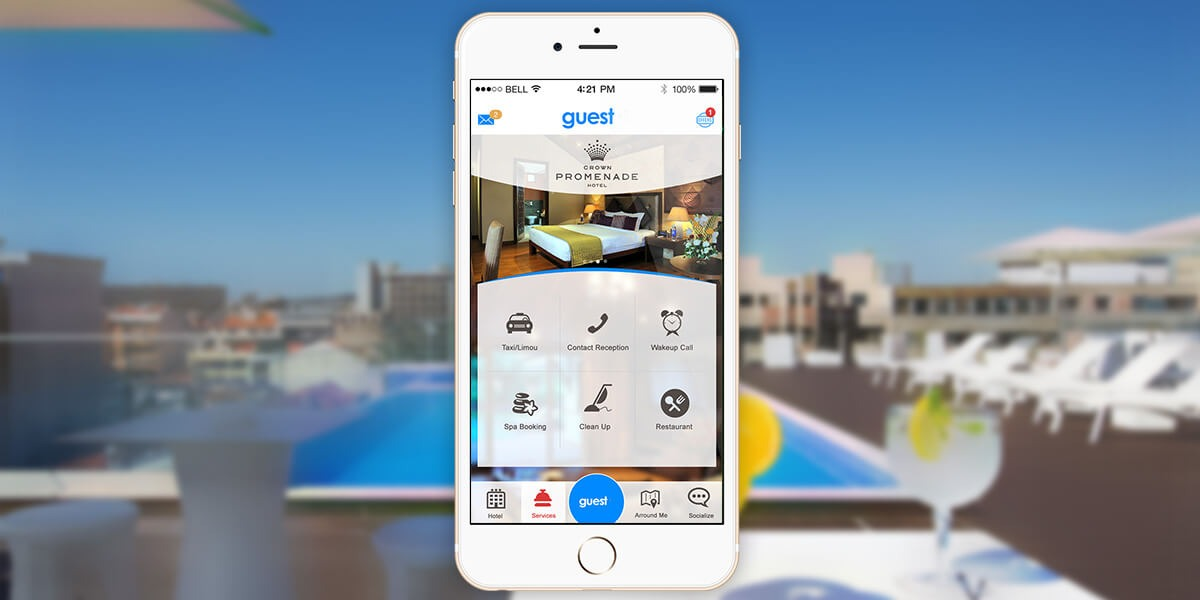 BELL 4:21 PM 100%
2 guest 1
CROWN
PROMENADE
HOTEL
Taxi/Limou Contact Reception Wakeup Call
Spa Booking Clean Up Restaurant
Hotel Services guest Arround Me Socialize